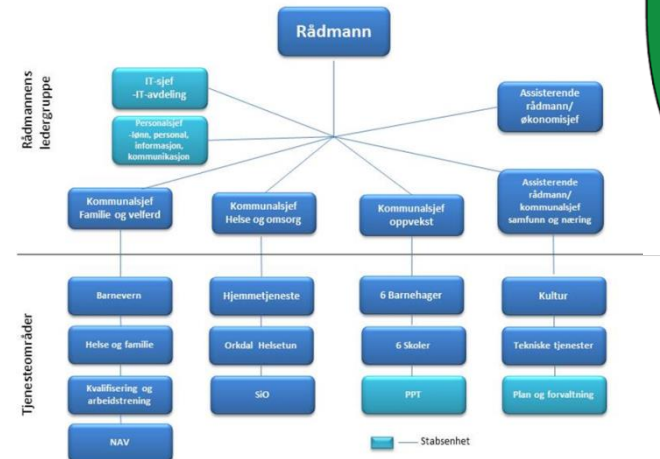 Rådmann
Rådmannens
ledergruppe
IT-sjef
-IT-avdeling
Personalsjef
-lønn, personal,
informasjon,
kommunikasjon
Assisterende
rådmann/
økonomisjef
Kommunalsjef
Familie og velferd
Kommunalsjef
Helse og omsorg
Kommunalsjef
oppvekst
Assisterende
rådmann/
kommunalsjef
samfunn og næring
Tjenesteområder
Barnevern
Hjemmetjeneste
6 Barnehager
Kultur
Helse og familie
Orkdal Helsetun
6 Skoler
Tekniske tjenester
Kvalifisering og
arbeidstrening
SiO
PPT
Plan og forvaltning
NAV
Stabsenhet